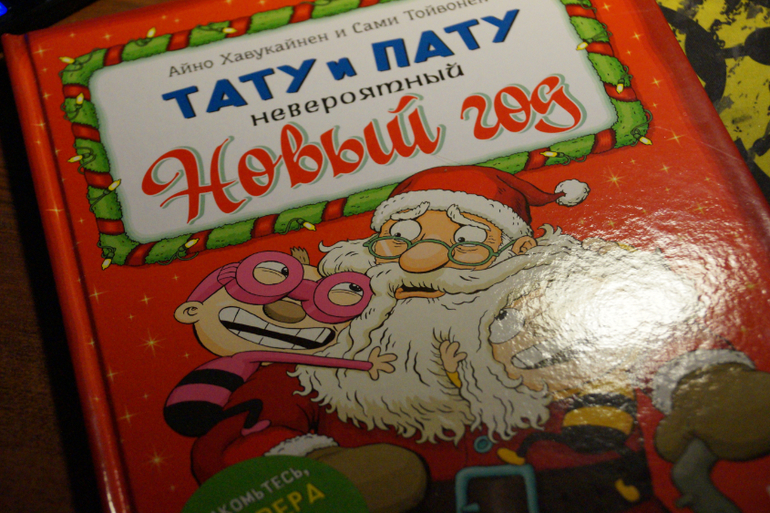 Айно Хавукайнен и Сами Тойвонен
ТАТУ и ПАТУ
невероятный
Новый год